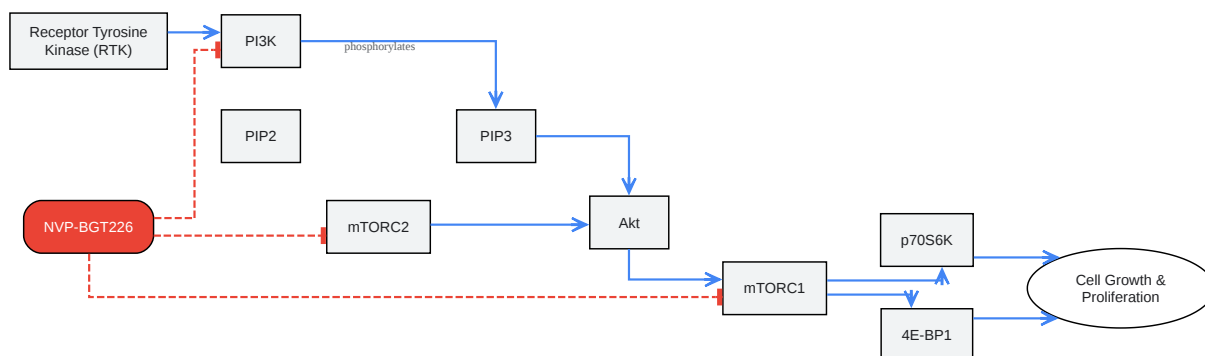 Receptor Tyrosine
Kinase (RTK)
PI3K
phosphorylates
PIP2
PIP3
NVP-BGT226
mTORC2
Akt
p70S6K
mTORC1
Cell Growth &
Proliferation
4E-BP1